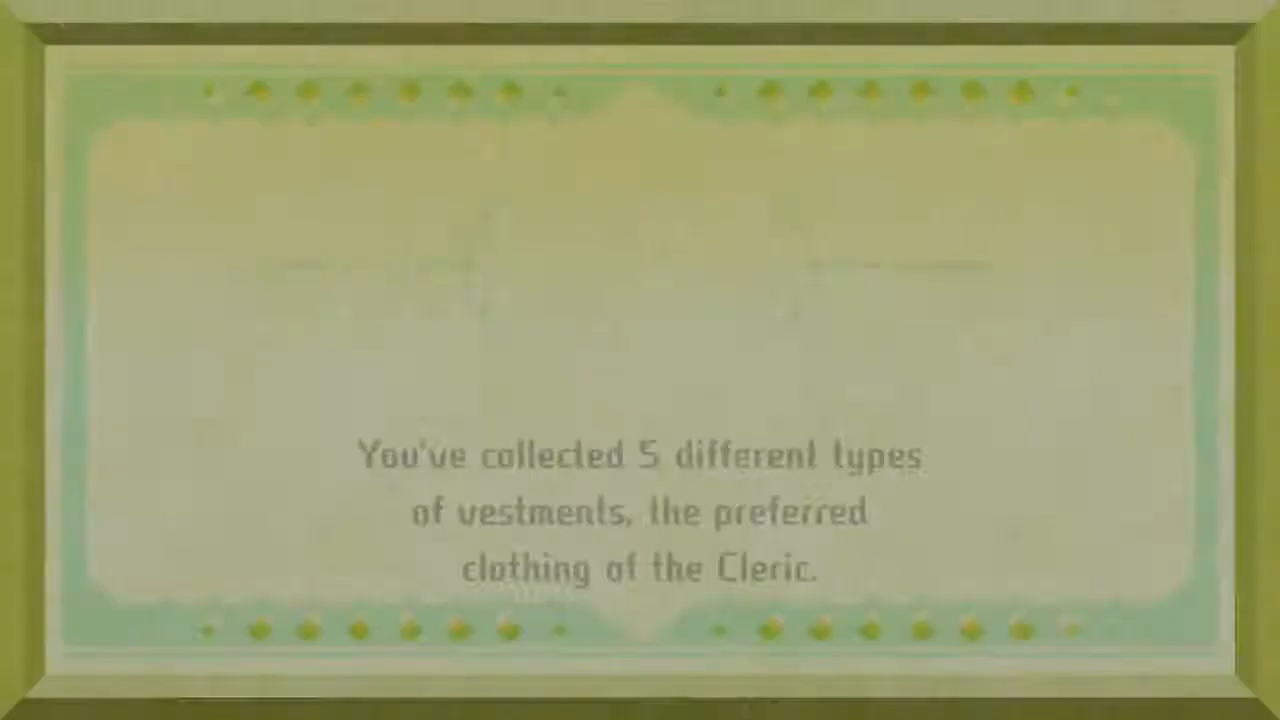 You've collected 5 different types
of vestments, the preferred
clothing of the Cleric.